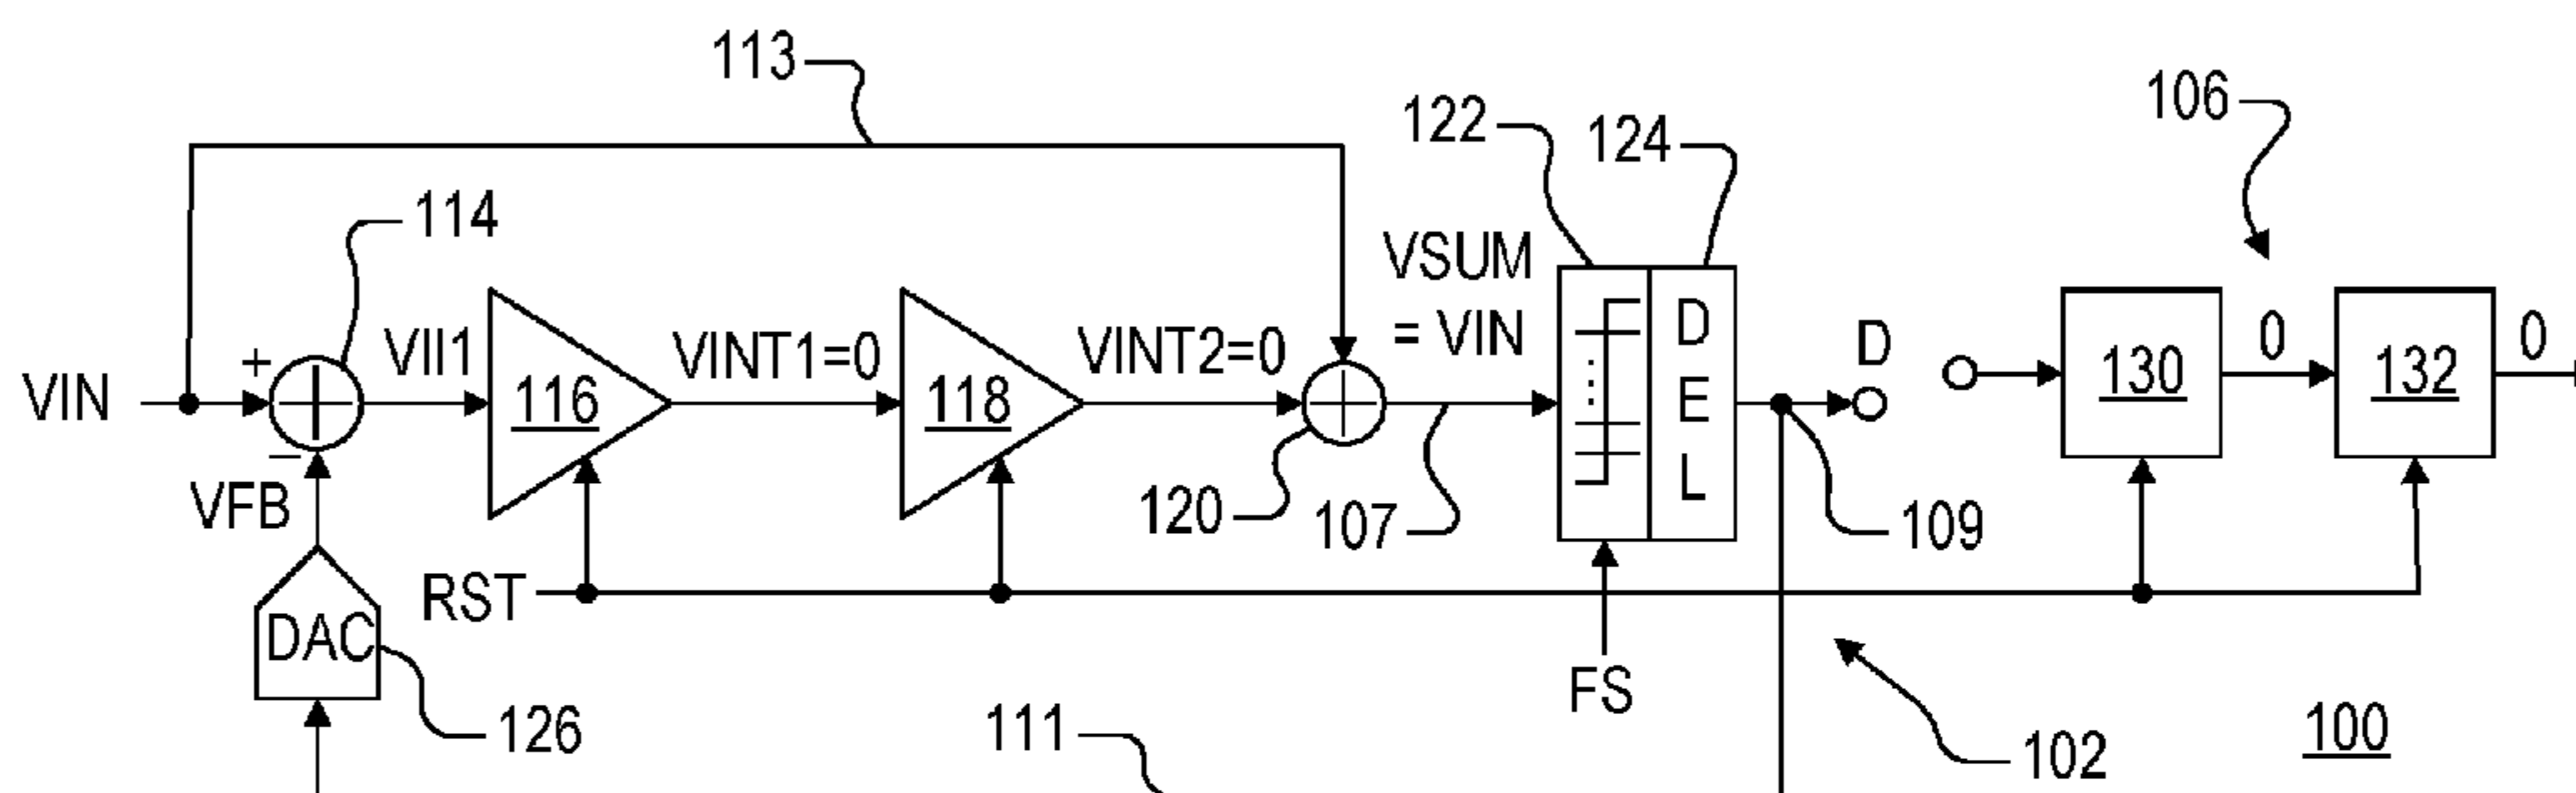 113
106
122
124
114
VSUM
= VIN
VII1
VINT1=0
VINT2=0
D
0
0
+
VIN
116
118
D
E
L
130
132
−
VFB
120
107
109
RST
DAC
FS
126
111
102
100